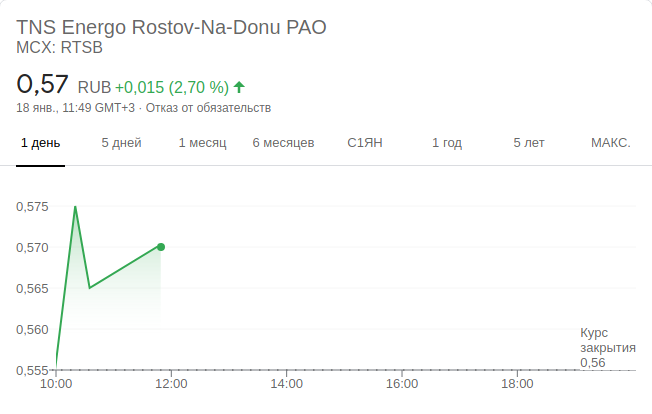 TNS Energo Rostov-Na-Donu PAO
MCX: RTSB
0,57 RUB +0,015 (2,70 %)
18 янв., 11:49 GMT+3 · Отказ от обязательств
1 день 5 дней 1 месяц 6 месяцев С1ЯН 1 год 5 лет МАКС.
0,575
0,570
0,565
0,560
0,555
Курс
закрытия
0,56
10:00 12:00 14:00 16:00 18:00